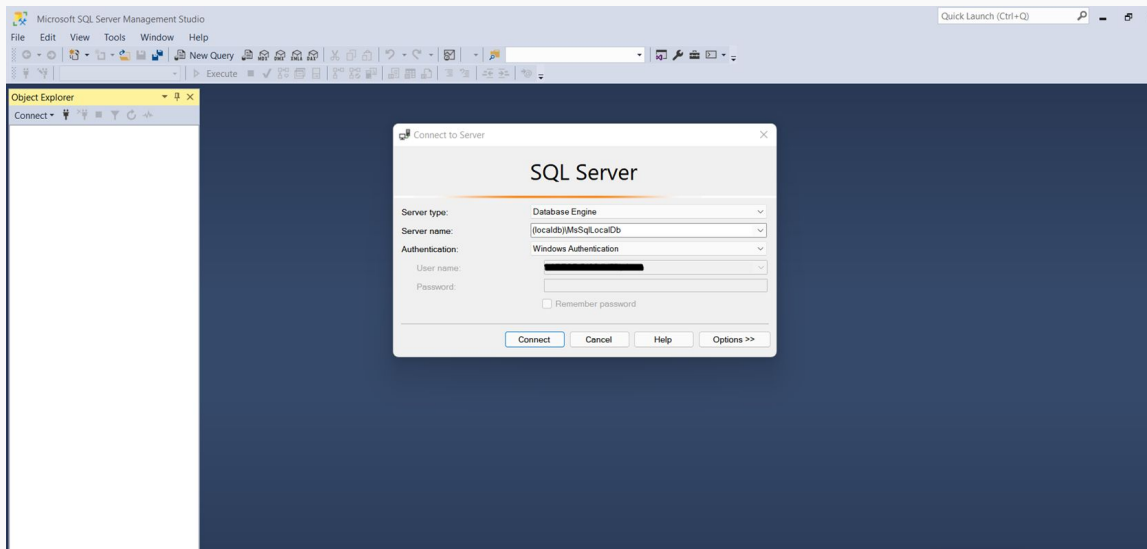 Microsoft SQL Server Management Studio
Quick Launch (Ctrl+Q)
File Edit View Tools Window Help
New Query
Execute
Object Explorer
Connect
Connect to Server
SQL Server
Server type: Database Engine
Server name: (localdb)\MsSqlLocalDb
Authentication: Windows Authentication
User name:
Password:
Remember password
Connect Cancel Help Options >>